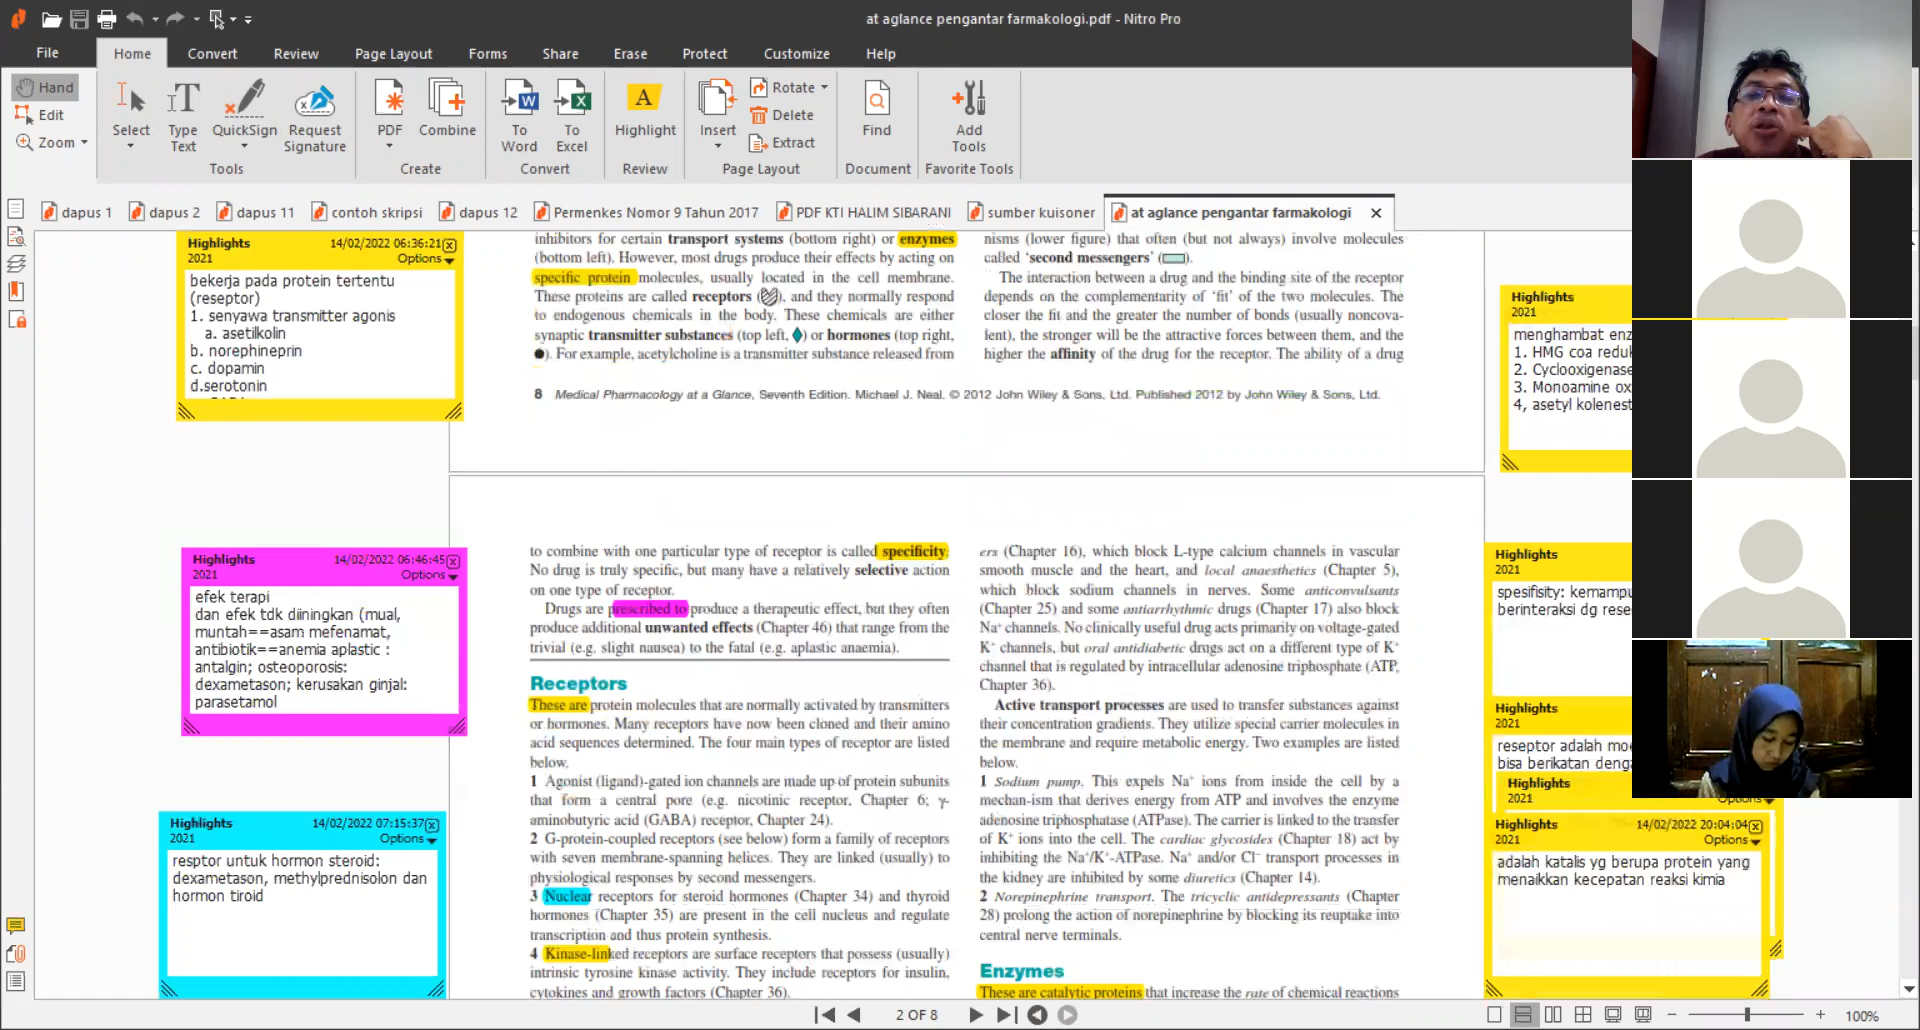 at aglance pengantar farmakologi.pdf - Nitro Pro
File
Home
Convert
Review
Page Layout
Forms
Share
Erase
Protect
Customize
Help
Hand
Edit
Zoom
Select
Type Text
QuickSign
Request Signature
Tools
PDF
Combine
Create
To Word
To Excel
Convert
Highlight
Review
Insert
Rotate
Delete
Extract
Page Layout
Find
Document
Add Tools
Favorite Tools
dapus 1
dapus 2
dapus 11
contoh skripsi
dapus 12
Permenkes Nomor 9 Tahun 2017
PDF KTI HALIM SIBARANI
sumber kuisoner
at aglance pengantar farmakologi
Highlights 14/02/2022 06:36:21
2021 Options
bekerja pada protein tertentu
(reseptor)
1. senyawa transmitter agonis
a. asetilkolin
b. norephineprin
c. dopamin
d.serotonin
inhibitors for certain transport systems (bottom right) or enzymes
(bottom left). However, most drugs produce their effects by acting on
specific protein molecules, usually located in the cell membrane.
These proteins are called receptors ( ), and they normally respond
to endogenous chemicals in the body. These chemicals are either
synaptic transmitter substances (top left, ♦) or hormones (top right,
●). For example, acetylcholine is a transmitter substance released from
nisms (lower figure) that often (but not always) involve molecules
called ‘second messengers’ ( ).
The interaction between a drug and the binding site of the receptor
depends on the complementarity of ‘fit’ of the two molecules. The
closer the fit and the greater the number of bonds (usually noncova-
lent), the stronger will be the attractive forces between them, and the
higher the affinity of the drug for the receptor. The ability of a drug
8 Medical Pharmacology at a Glance, Seventh Edition. Michael J. Neal. © 2012 John Wiley & Sons, Ltd. Published 2012 by John Wiley & Sons, Ltd.
Highlights
2021
menghambat enz
1. HMG coa reduk
2. Cyclooxigenase
3. Monoamine ox
4, asetyl kolenest
Highlights 14/02/2022 06:46:45
2021 Options
efek terapi
dan efek tdk diiningkan (mual,
muntah==asam mefenamat,
antibiotik==anemia aplastic :
antalgin; osteoporosis:
dexametason; kerusakan ginjal:
parasetamol
to combine with one particular type of receptor is called specificity.
No drug is truly specific, but many have a relatively selective action
on one type of receptor.
Drugs are prescribed to produce a therapeutic effect, but they often
produce additional unwanted effects (Chapter 46) that range from the
trivial (e.g. slight nausea) to the fatal (e.g. aplastic anaemia).
Receptors
These are protein molecules that are normally activated by transmitters
or hormones. Many receptors have now been cloned and their amino
acid sequences determined. The four main types of receptor are listed
below.
1 Agonist (ligand)-gated ion channels are made up of protein subunits
that form a central pore (e.g. nicotinic receptor, Chapter 6; γ-
aminobutyric acid (GABA) receptor, Chapter 24).
2 G-protein-coupled receptors (see below) form a family of receptors
with seven membrane-spanning helices. They are linked (usually) to
physiological responses by second messengers.
3 Nuclear receptors for steroid hormones (Chapter 34) and thyroid
hormones (Chapter 35) are present in the cell nucleus and regulate
transcription and thus protein synthesis.
4 Kinase-linked receptors are surface receptors that possess (usually)
intrinsic tyrosine kinase activity. They include receptors for insulin,
cytokines and growth factors (Chapter 36).
ers (Chapter 16), which block L-type calcium channels in vascular
smooth muscle and the heart, and local anaesthetics (Chapter 5),
which block sodium channels in nerves. Some anticonvulsants
(Chapter 25) and some antiarrhythmic drugs (Chapter 17) also block
Na⁺ channels. No clinically useful drug acts primarily on voltage-gated
K⁺ channels, but oral antidiabetic drugs act on a different type of K⁺
channel that is regulated by intracellular adenosine triphosphate (ATP,
Chapter 36).
Active transport processes are used to transfer substances against
their concentration gradients. They utilize special carrier molecules in
the membrane and require metabolic energy. Two examples are listed
below.
1 Sodium pump. This expels Na⁺ ions from inside the cell by a
mechan-ism that derives energy from ATP and involves the enzyme
adenosine triphosphatase (ATPase). The carrier is linked to the transfer
of K⁺ ions into the cell. The cardiac glycosides (Chapter 18) act by
inhibiting the Na⁺/K⁺-ATPase. Na⁺ and/or Cl⁻ transport processes in
the kidney are inhibited by some diuretics (Chapter 14).
2 Norepinephrine transport. The tricyclic antidepressants (Chapter
28) prolong the action of norepinephrine by blocking its reuptake into
central nerve terminals.
Enzymes
These are catalytic proteins that increase the rate of chemical reactions
Highlights 14/02/2022 07:15:37
2021 Options
resptor untuk hormon steroid:
dexametason, methylprednisolon dan
hormon tiroid
Highlights
2021
spesifisity: kemampu
berinteraksi dg rese
Highlights
2021
reseptor adalah mo
bisa berikatan deng
Highlights
2021 Options
Highlights 14/02/2022 20:04:04
2021 Options
adalah katalis yg berupa protein yang
menaikkan kecepatan reaksi kimia
2 OF 8
100%